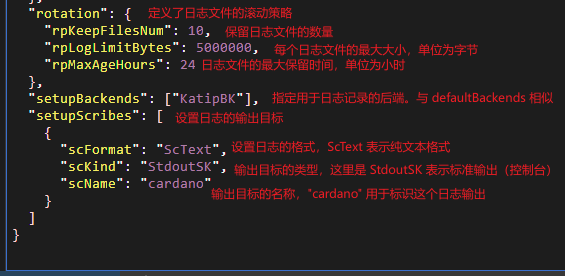 },
"rotation": { 定义了日志文件的滚动策略
"rpKeepFilesNum": 10, 保留日志文件的数量
"rpLogLimitBytes": 5000000, 每个日志文件的最大大小，单位为字节
"rpMaxAgeHours": 24 日志文件的最大保留时间，单位为小时
},
"setupBackends": ["KatipBK"], 指定用于日志记录的后端。与 defaultBackends 相似
"setupScribes": [ 设置日志的输出目标
{
"scFormat": "ScText", 设置日志的格式，ScText 表示纯文本格式
"scKind": "StdoutSK", 输出目标的类型，这里是 StdoutSK 表示标准输出（控制台）
"scName": "cardano" 输出目标的名称，"cardano" 用于标识这个日志输出
}
]
}